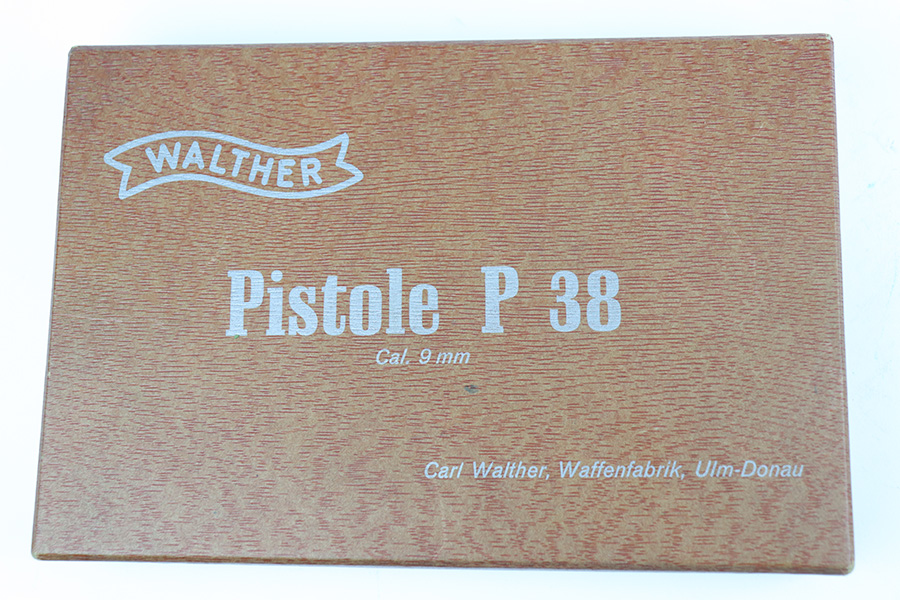 WALTHER
Pistole P 38
Cal. 9 mm
Carl Walther, Waffenfabrik, Ulm-Donau